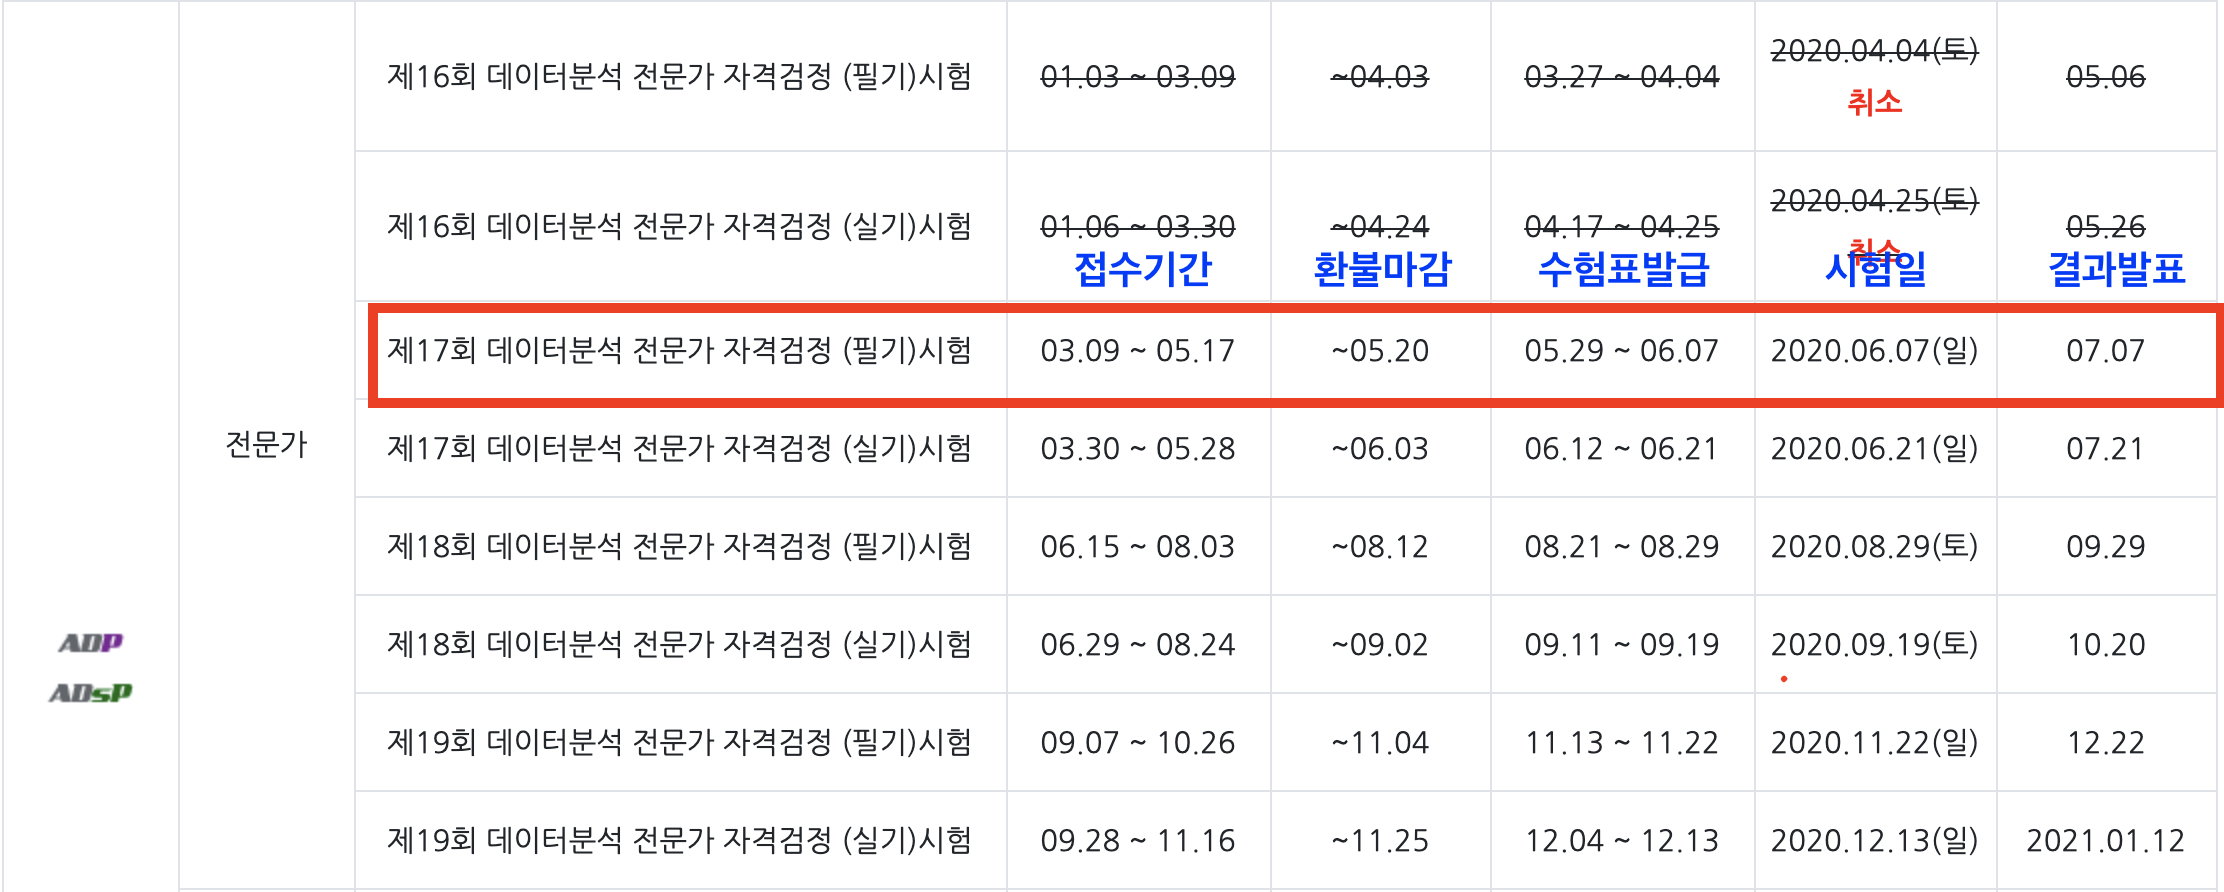 제16회 데이터분석 전문가 자격검정 (필기)시험 01.03 ~ 03.09 ~04.03 03.27 ~ 04.04 2020.04.04(토) 05.06
취소
제16회 데이터분석 전문가 자격검정 (실기)시험 01.06 ~ 03.30 ~04.24 04.17 ~ 04.25 2020.04.25(토) 05.26
취소
접수기간 환불마감 수험표발급 시험일 결과발표
제17회 데이터분석 전문가 자격검정 (필기)시험 03.09 ~ 05.17 ~05.20 05.29 ~ 06.07 2020.06.07(일) 07.07
전문가
제17회 데이터분석 전문가 자격검정 (실기)시험 03.30 ~ 05.28 ~06.03 06.12 ~ 06.21 2020.06.21(일) 07.21
제18회 데이터분석 전문가 자격검정 (필기)시험 06.15 ~ 08.03 ~08.12 08.21 ~ 08.29 2020.08.29(토) 09.29
ADP
제18회 데이터분석 전문가 자격검정 (실기)시험 06.29 ~ 08.24 ~09.02 09.11 ~ 09.19 2020.09.19(토) 10.20
ADsP
제19회 데이터분석 전문가 자격검정 (필기)시험 09.07 ~ 10.26 ~11.04 11.13 ~ 11.22 2020.11.22(일) 12.22
제19회 데이터분석 전문가 자격검정 (실기)시험 09.28 ~ 11.16 ~11.25 12.04 ~ 12.13 2020.12.13(일) 2021.01.12